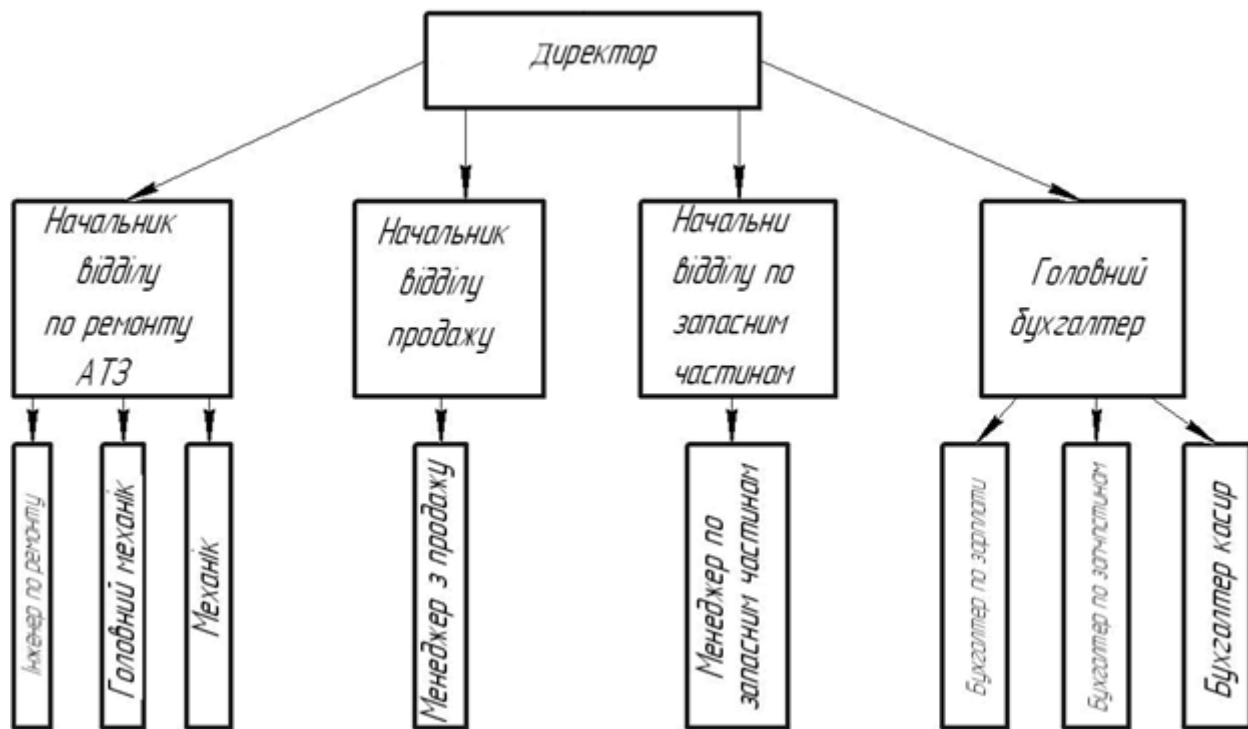 Директор
Начальник
відділу
по ремонту
АТЗ
Начальник
відділу
продажу
Начальни
відділу по
запасним
частинам
Головний
бухгалтер
Інженер по ремонту
Головний механік
Механік
Менеджер з продажу
Менеджер по
запасним частинам
Бухгалтер по зарплаті
Бухгалтер по запчастинам
Бухгалтер касир